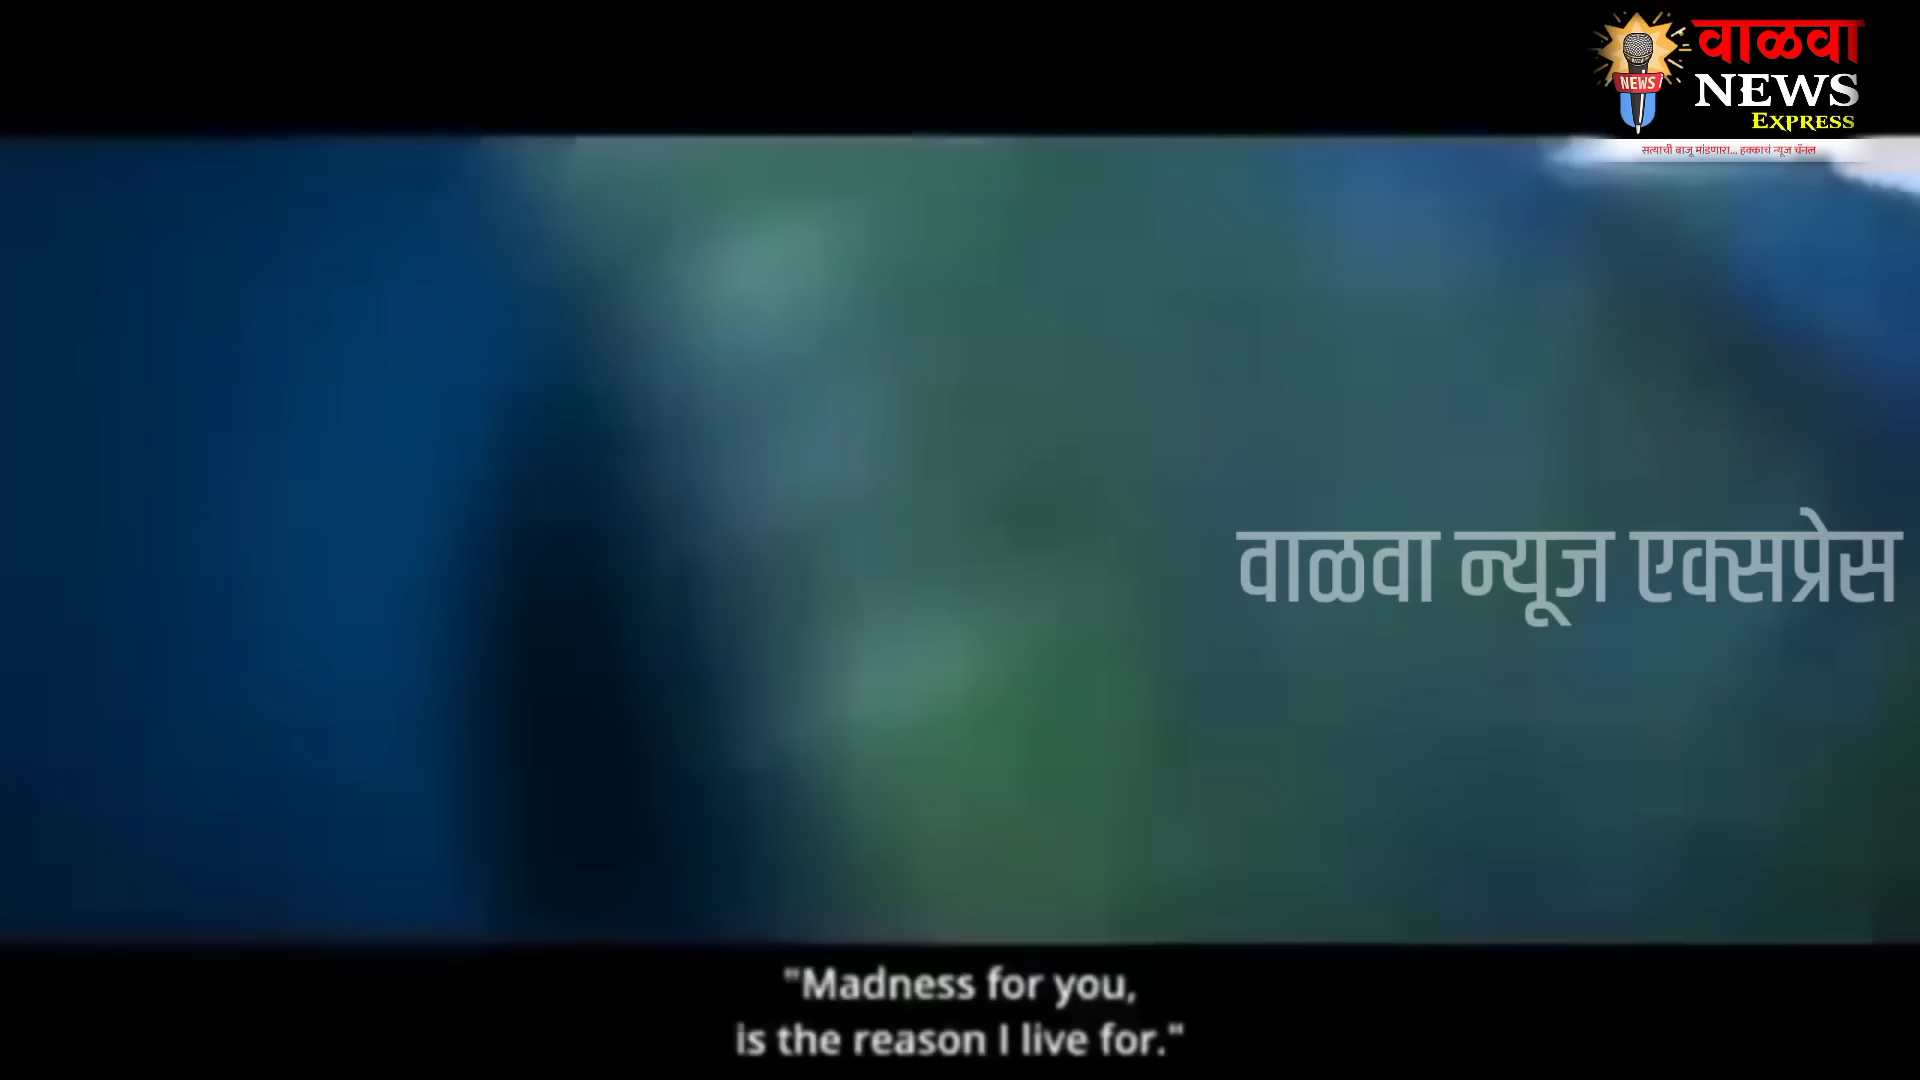 वाळवा
NEWS
NEWS
EXPRESS
सत्याची बाजू मांडणारा... हक्काचं न्यूज चॅनल
वाळवा न्यूज एक्सप्रेस
"Madness for you,
is the reason I live for."